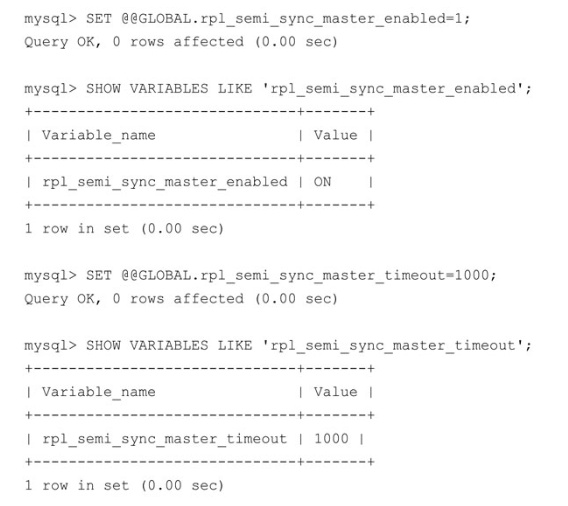 mysql> SET @@GLOBAL.rpl_semi_sync_master_enabled=1;
Query OK, 0 rows affected (0.00 sec)

mysql> SHOW VARIABLES LIKE 'rpl_semi_sync_master_enabled';
+------------------------------+-------+
| Variable_name                | Value |
+------------------------------+-------+
| rpl_semi_sync_master_enabled | ON    |
+------------------------------+-------+
1 row in set (0.00 sec)

mysql> SET @@GLOBAL.rpl_semi_sync_master_timeout=1000;
Query OK, 0 rows affected (0.00 sec)

mysql> SHOW VARIABLES LIKE 'rpl_semi_sync_master_timeout';
+------------------------------+-------+
| Variable_name                | Value |
+------------------------------+-------+
| rpl_semi_sync_master_timeout | 1000 |
+------------------------------+-------+
1 row in set (0.00 sec)